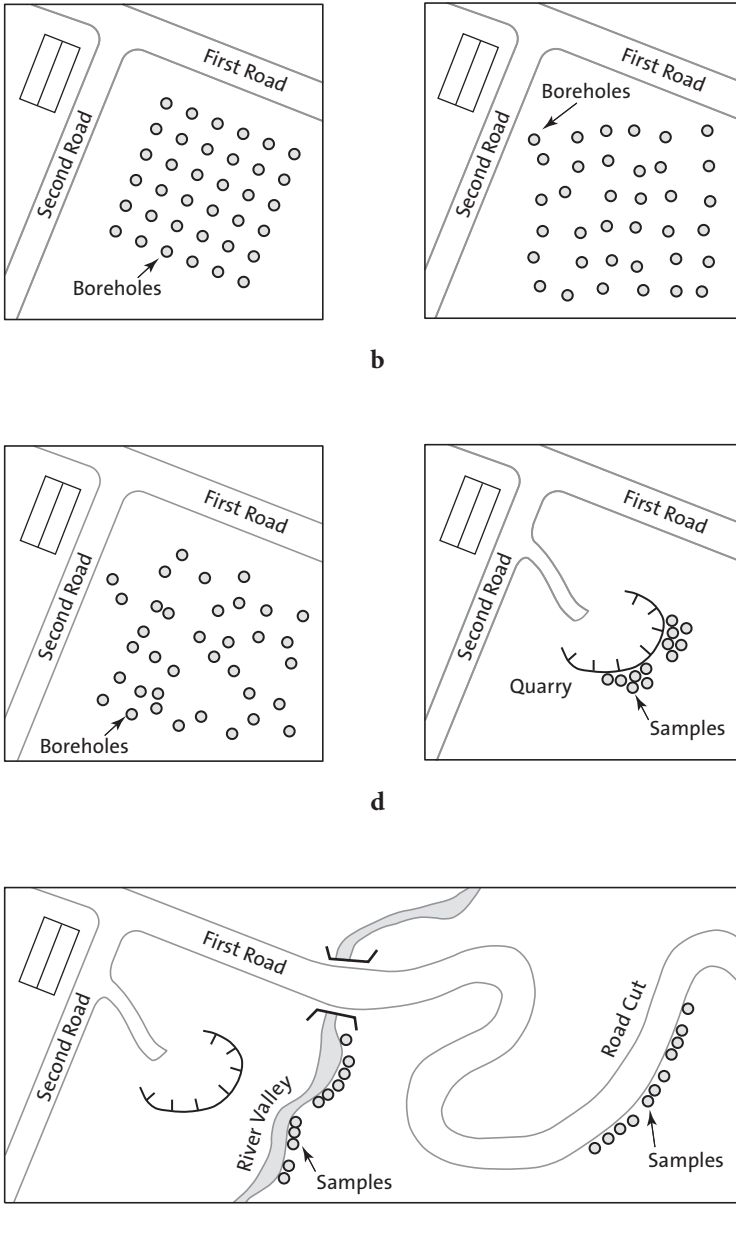 First Road
Second Road
Boreholes
First Road
Boreholes
Second Road
b
First Road
Second Road
Boreholes
First Road
Second Road
Quarry
Samples
d
First Road
Second Road
River Valley
Samples
Road Cut
Samples